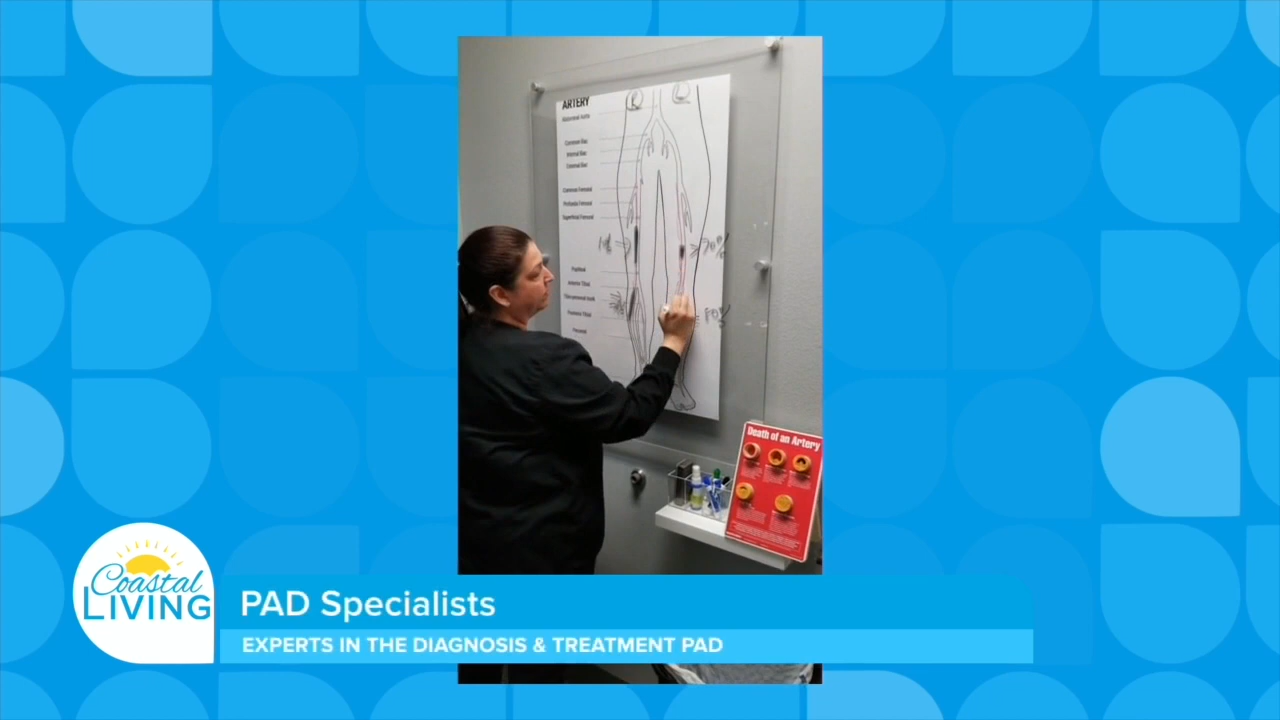 ARTERY
R
L
Abdominal Aorta
Common Iliac
Internal Iliac
External Iliac
Common Femoral
Profunda Femoral
Superficial Femoral
>70%
Popliteal
Anterior Tibial
Tibioperoneal trunk
Posterior Tibial
Peroneal
Death of an Artery
Coastal
LIVING
PAD Specialists
EXPERTS IN THE DIAGNOSIS & TREATMENT PAD